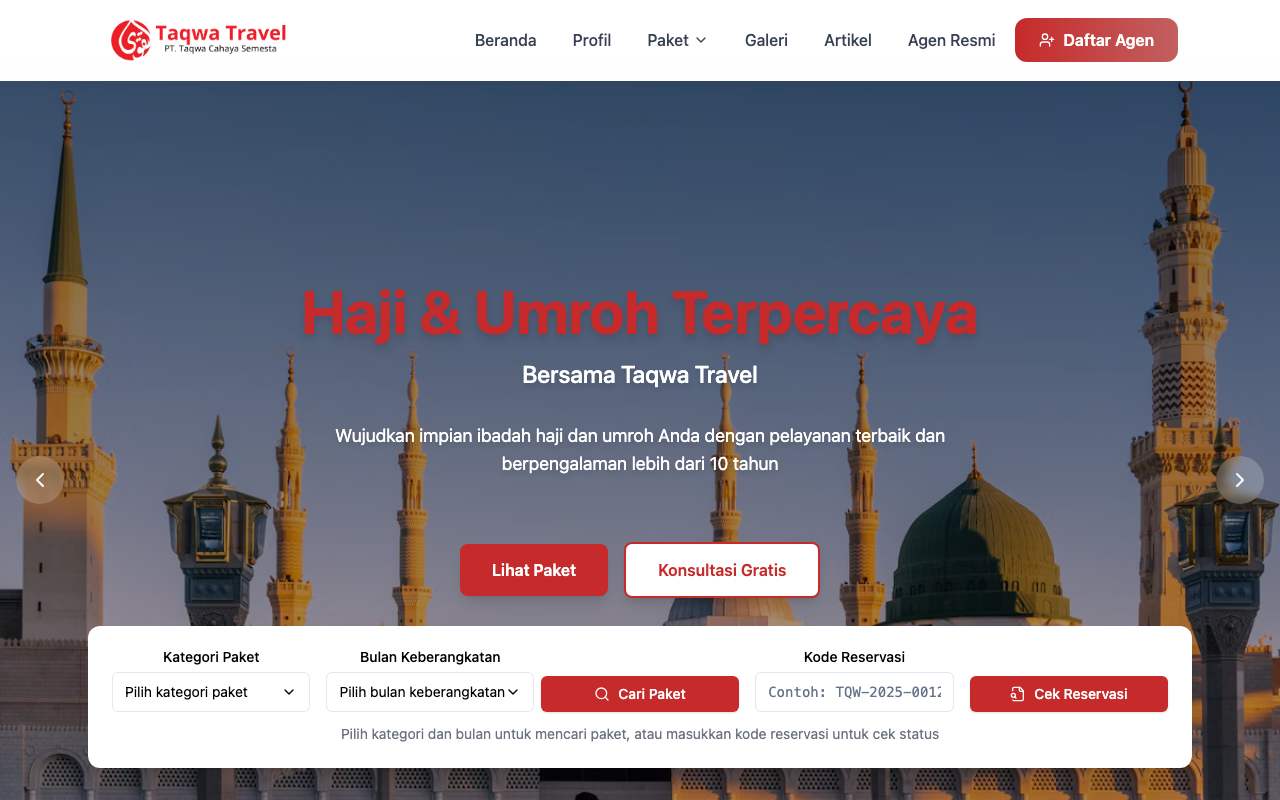 Taqwa Travel
PT. Taqwa Cahaya Semesta
Beranda
Profil
Paket
Galeri
Artikel
Agen Resmi
Daftar Agen
Haji & Umroh Terpercaya
Bersama Taqwa Travel
Wujudkan impian ibadah haji dan umroh Anda dengan pelayanan terbaik dan
berpengalaman lebih dari 10 tahun
Lihat Paket
Konsultasi Gratis
Kategori Paket
Pilih kategori paket
Bulan Keberangkatan
Pilih bulan keberangkatan
Cari Paket
Kode Reservasi
Contoh: TQW-2025-0012
Cek Reservasi
Pilih kategori dan bulan untuk mencari paket, atau masukkan kode reservasi untuk cek status